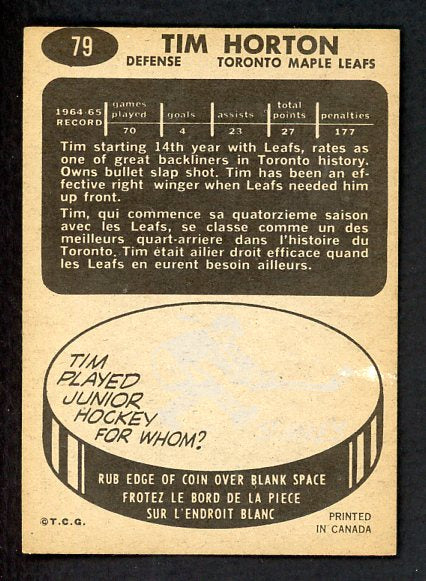 79 TIM HORTON
DEFENSE TORONTO MAPLE LEAFS
1964-65 RECORD games played goals assists total points penalties
70 4 23 27 177
Tim starting 14th year with Leafs, rates as
one of great backliners in Toronto history.
Owns bullet slap shot. Tim has been an ef-
fective right winger when Leafs needed him
up front.
Tim, qui commence sa quatorzieme saison
avec les Leafs, se classe comme un des
meilleurs quart-arriere dans l'histoire du
Toronto. Tim était ailier droit efficace quand
les Leafs en eurent besoin ailleurs.
TIM
PLAYED
JUNIOR
HOCKEY
FOR WHOM?
RUB EDGE OF COIN OVER BLANK SPACE
FROTEZ LE BORD DE LA PIECE
SUR L'ENDROIT BLANC
©T.C.G.
PRINTED
IN CANADA